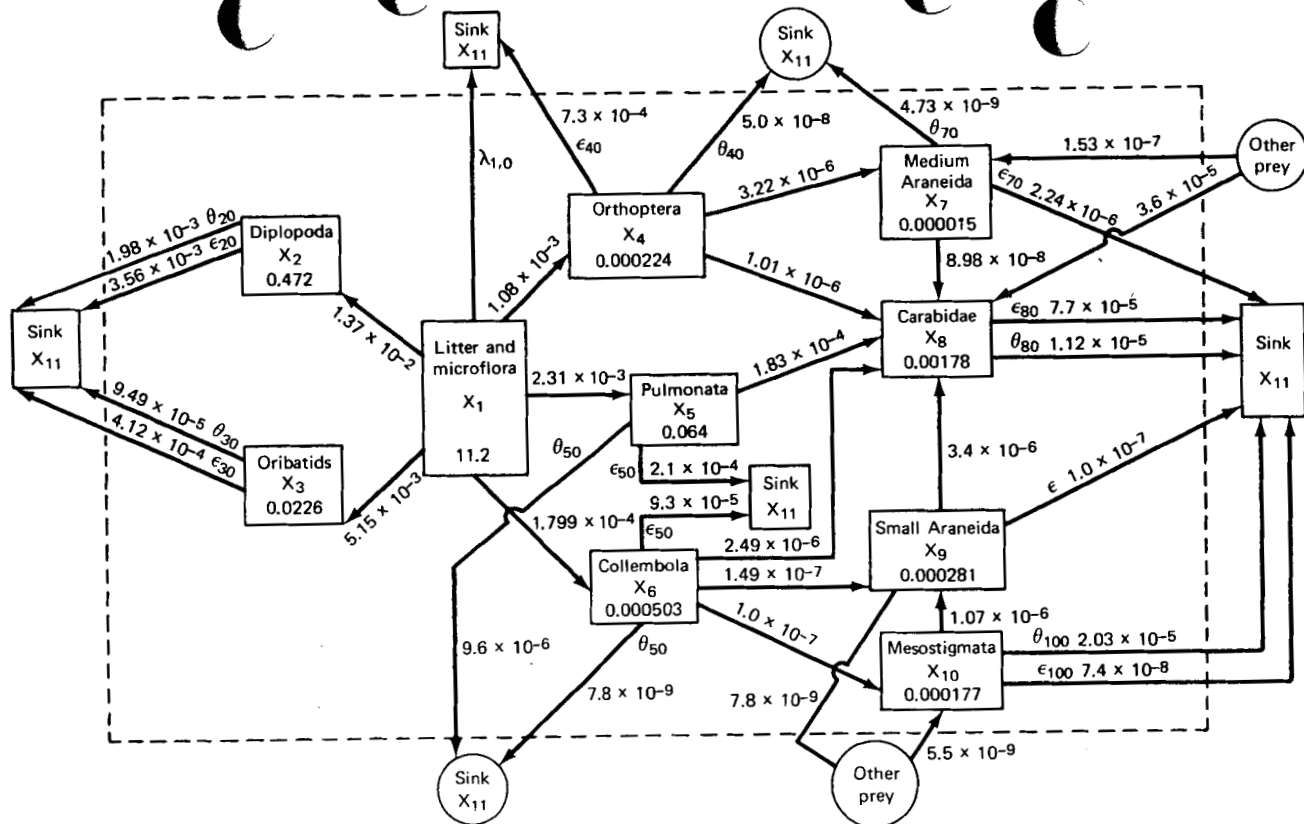 Sink
X₁₁
Sink
X₁₁
7.3 × 10⁻⁴
ε₄₀
5.0 × 10⁻⁸
θ₄₀
4.73 × 10⁻⁹
θ₇₀
λ₁,₀
Other
prey
1.53 × 10⁻⁷
3.6 × 10⁻⁵
Medium
Araneida
X₇
0.000015
ε₇₀ 2.24 × 10⁻⁶
3.22 × 10⁻⁶
Orthoptera
X₄
0.000224
1.98 × 10⁻³ θ₂₀
3.56 × 10⁻³ ε₂₀
Diplopoda
X₂
0.472
1.08 × 10⁻³
1.01 × 10⁻⁶
8.98 × 10⁻⁸
1.37 × 10⁻²
Sink
X₁₁
Litter and
microflora
X₁
11.2
Carabidae
X₈
0.00178
ε₈₀ 7.7 × 10⁻⁵
θ₈₀ 1.12 × 10⁻⁵
Sink
X₁₁
2.31 × 10⁻³
Pulmonata
X₅
0.064
1.83 × 10⁻⁴
9.49 × 10⁻⁵ θ₃₀
4.12 × 10⁻⁴ ε₃₀
Oribatids
X₃
0.0226
5.15 × 10⁻³
θ₅₀
ε₅₀
2.1 × 10⁻⁴
Sink
X₁₁
9.3 × 10⁻⁵
ε₅₀
3.4 × 10⁻⁶
ε 1.0 × 10⁻⁷
1.799 × 10⁻⁴
2.49 × 10⁻⁶
Collembola
X₆
0.000503
1.49 × 10⁻⁷
Small Araneida
X₉
0.000281
1.0 × 10⁻⁷
1.07 × 10⁻⁶
9.6 × 10⁻⁶
θ₅₀
7.8 × 10⁻⁹
Mesostigmata
X₁₀
0.000177
θ₁₀₀ 2.03 × 10⁻⁵
ε₁₀₀ 7.4 × 10⁻⁸
7.8 × 10⁻⁹
5.5 × 10⁻⁹
Sink
X₁₁
Other
prey